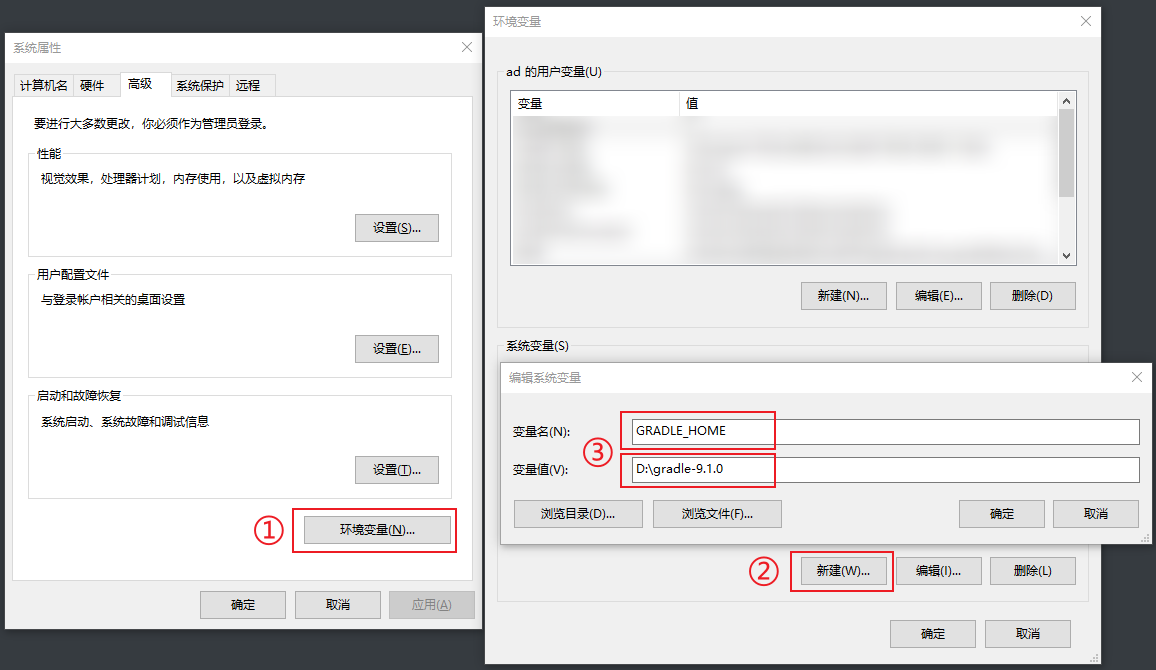 系统属性
计算机名 硬件 高级 系统保护 远程
要进行大多数更改，你必须作为管理员登录。
性能
视觉效果，处理器计划，内存使用，以及虚拟内存
设置(S)...
用户配置文件
与登录帐户相关的桌面设置
设置(E)...
启动和故障恢复
系统启动、系统故障和调试信息
设置(T)...
① 环境变量(N)...
确定 取消 应用(A)
环境变量
ad 的用户变量(U)
变量 值
新建(N)... 编辑(E)... 删除(D)
系统变量(S)
编辑系统变量
变量名(N): GRADLE_HOME
③
变量值(V): D:\gradle-9.1.0
浏览目录(D)... 浏览文件(F)... 确定 取消
② 新建(W)... 编辑(I)... 删除(L)
确定 取消